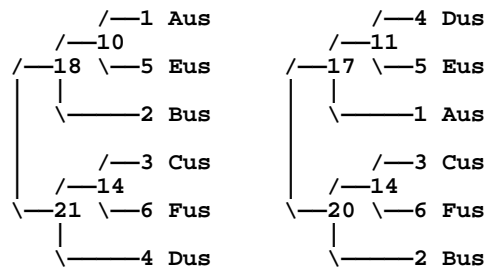 /—1 Aus /—4 Dus
/—10 /—11
/—18 \—5 Eus /—17 \—5 Eus
| | | |
| \———2 Bus | \———1 Aus
| |
| /—3 Cus | /—3 Cus
| /—14 | /—14
\—21 \—6 Fus \—20 \—6 Fus
| |
\———4 Dus \———2 Bus